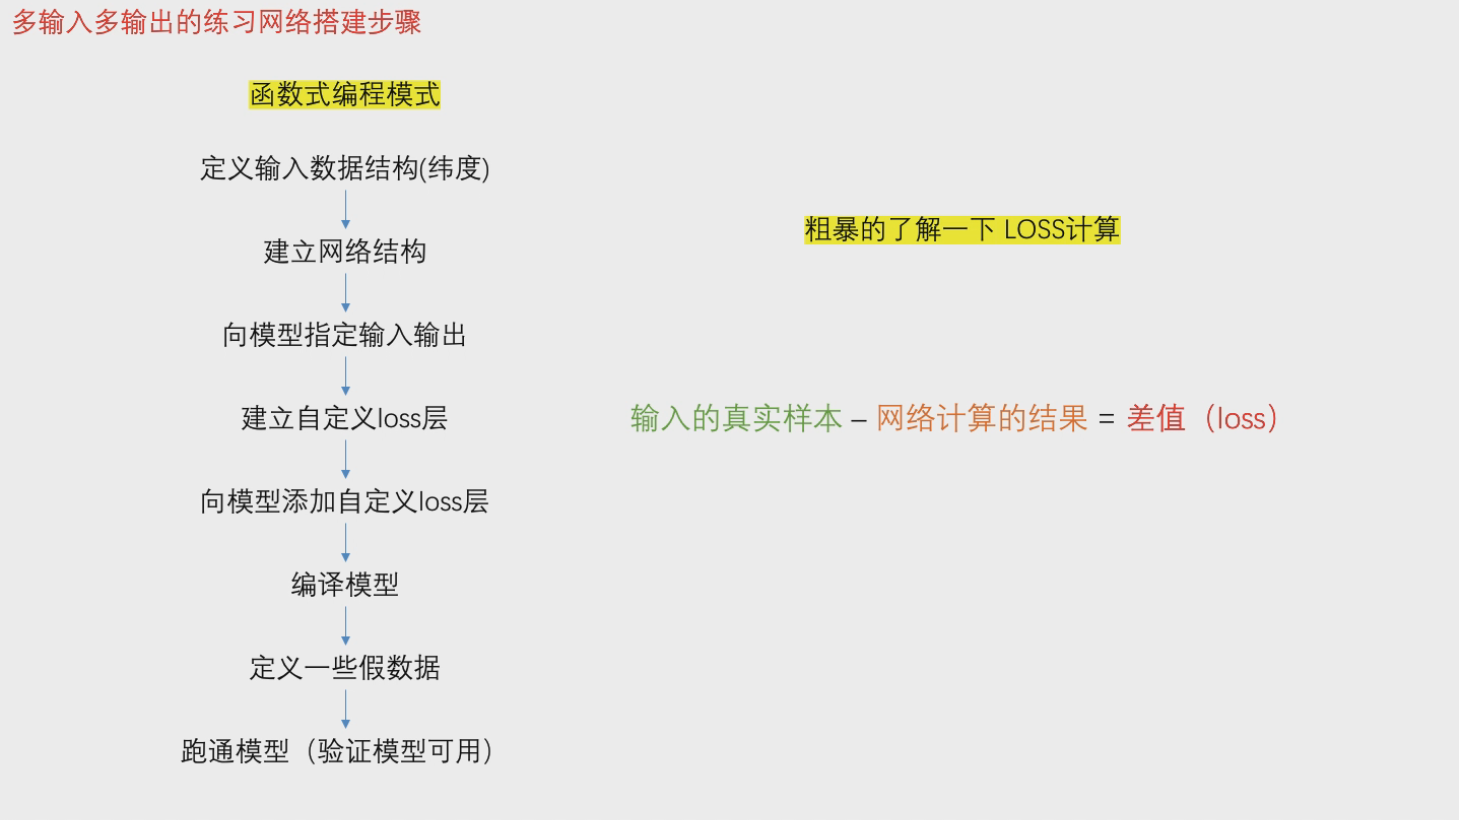 多输入多输出的练习网络搭建步骤
函数式编程模式
定义输入数据结构(纬度)
建立网络结构
向模型指定输入输出
建立自定义loss层
向模型添加自定义loss层
编译模型
定义一些假数据
跑通模型（验证模型可用）
粗暴的了解一下 LOSS计算
输入的真实样本 – 网络计算的结果 = 差值（loss）